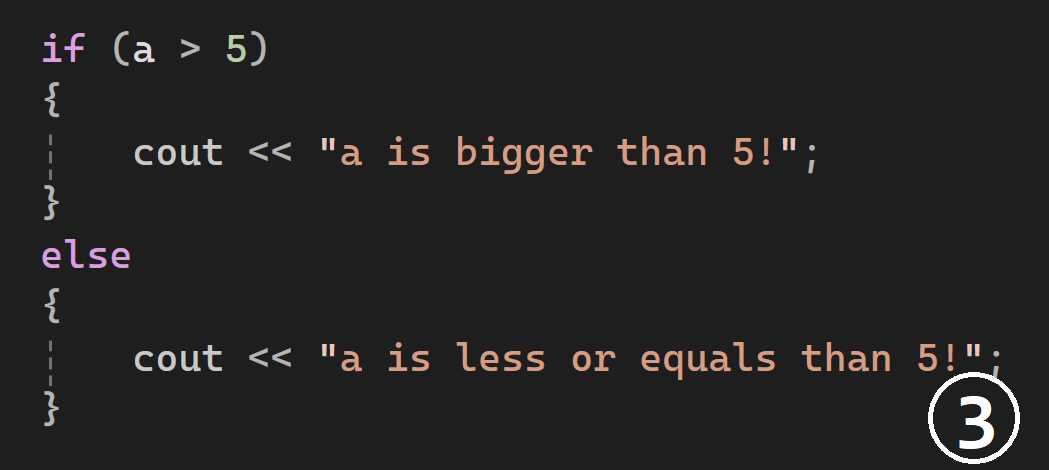 if (a > 5)
{
    cout << "a is bigger than 5!";
}
else
{
    cout << "a is less or equals than 5!";
}
3